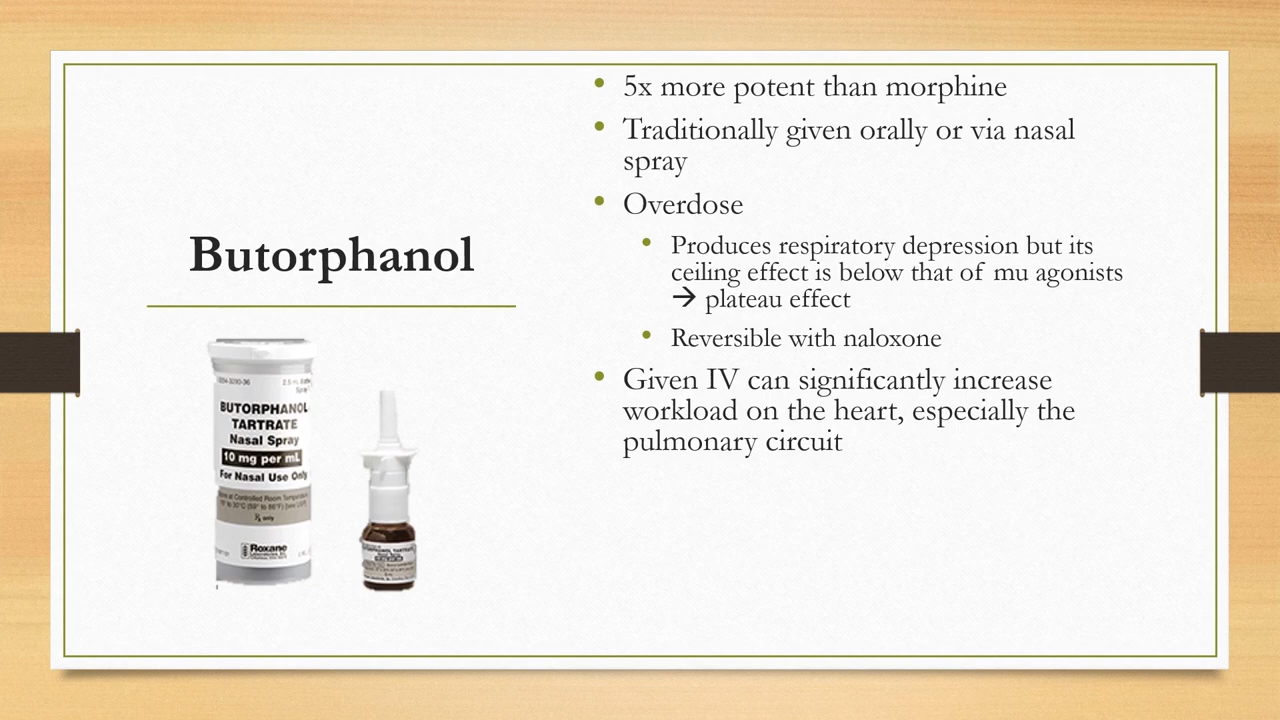 Butorphanol
BUTORPHANOL
TARTRATE
Nasal Spray
10 mg per mL
For Nasal Use Only
Roxane
• 5x more potent than morphine
• Traditionally given orally or via nasal
spray
• Overdose
• Produces respiratory depression but its
ceiling effect is below that of mu agonists
→ plateau effect
• Reversible with naloxone
• Given IV can significantly increase
workload on the heart, especially the
pulmonary circuit